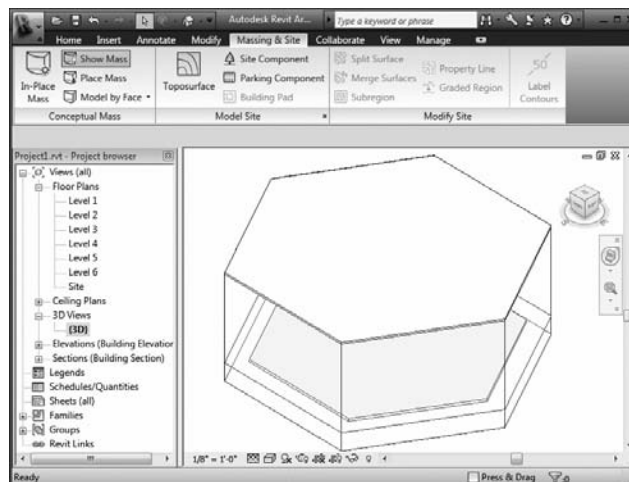 Autodesk Revit Ar... Type a keyword or phrase
Home Insert Annotate Modify Massing & Site Collaborate View Manage
In-Place Mass
Show Mass
Place Mass
Model by Face
Toposurface
Site Component
Parking Component
Building Pad
Split Surface
Merge Surfaces
Subregion
Property Line
Graded Region
50
Label Contours
Conceptual Mass Model Site Modify Site
Project1.rvt - Project browser
Views (all)
Floor Plans
Level 1
Level 2
Level 3
Level 4
Level 5
Level 6
Site
Ceiling Plans
3D Views
{3D}
Elevations (Building Elevation
Sections (Building Section)
Legends
Schedules/Quantities
Sheets (all)
Families
Groups
Revit Links
1/8" = 1'-0"
Ready Press & Drag :0